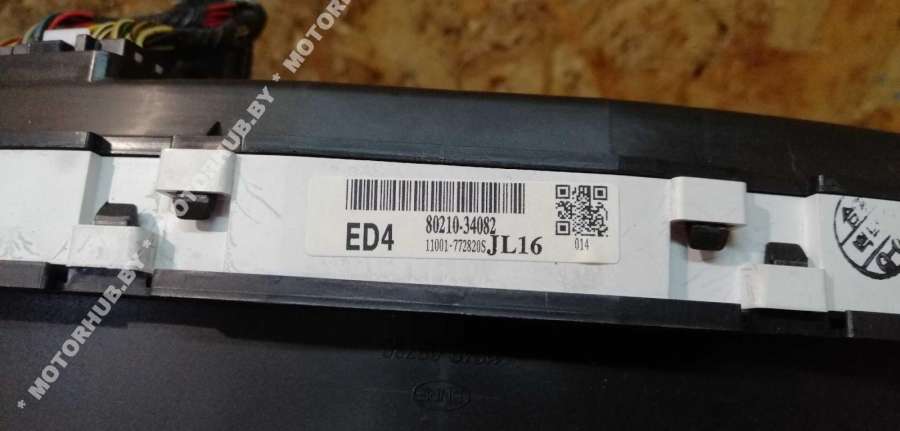 * MOTORHUB.BY * MOTORHUB.BY *
80210-34082
ED4
11001-772820S JL16
014
* MOTORHUB.BY *